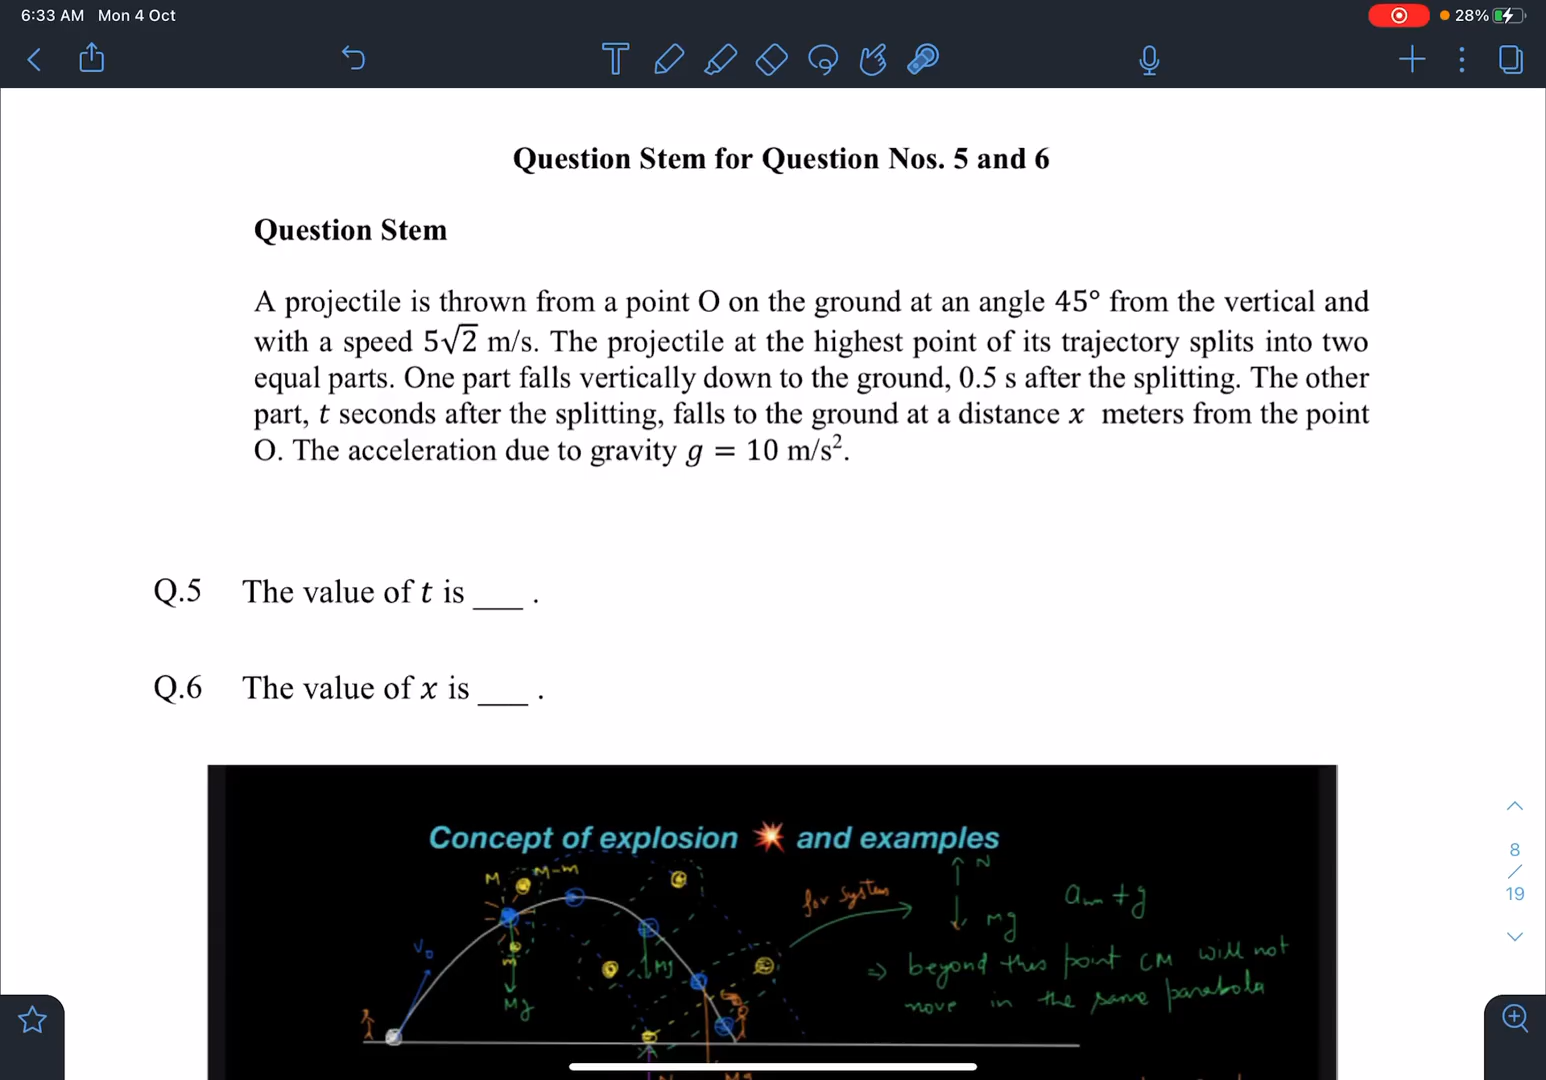 6:33 AM Mon 4 Oct
28%
Question Stem for Question Nos. 5 and 6
Question Stem
A projectile is thrown from a point O on the ground at an angle 45° from the vertical and
with a speed 5√2 m/s. The projectile at the highest point of its trajectory splits into two
equal parts. One part falls vertically down to the ground, 0.5 s after the splitting. The other
part, t seconds after the splitting, falls to the ground at a distance x meters from the point
O. The acceleration due to gravity g = 10 m/s².
Q.5 The value of t is ___ .
Q.6 The value of x is ___ .
8
/
19
Concept of explosion 💥 and examples
M M-m
for system
N
Mg
v₀
m
Mg
Mg
⇒ beyond this point CM will not
move in the same parabola